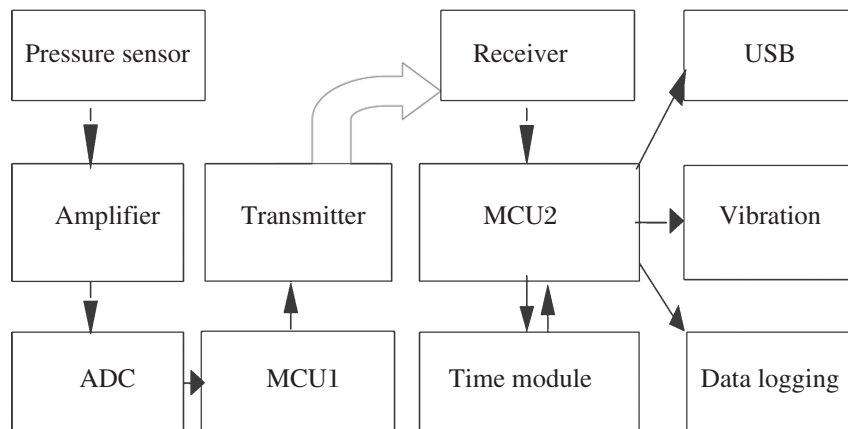 Pressure sensor
Receiver
USB
Amplifier
Transmitter
MCU2
Vibration
ADC
MCU1
Time module
Data logging